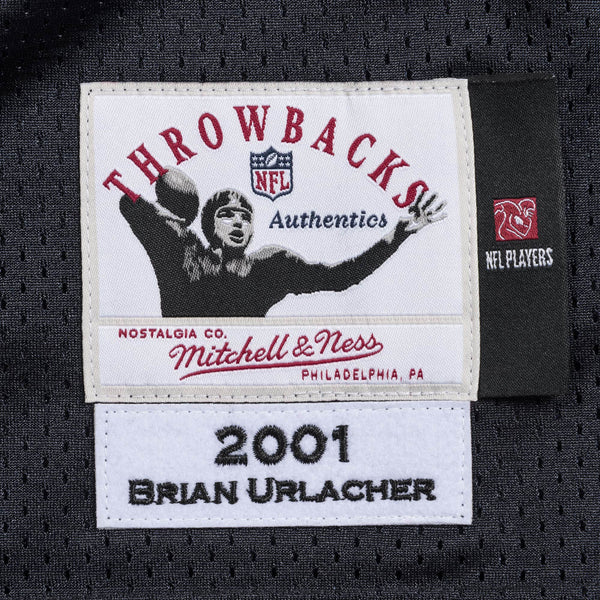 THROWBACKS
NFL
Authentics
NFL PLAYERS
NOSTALGIA CO.
Mitchell & Ness
PHILADELPHIA, PA
2001
BRIAN URLACHER